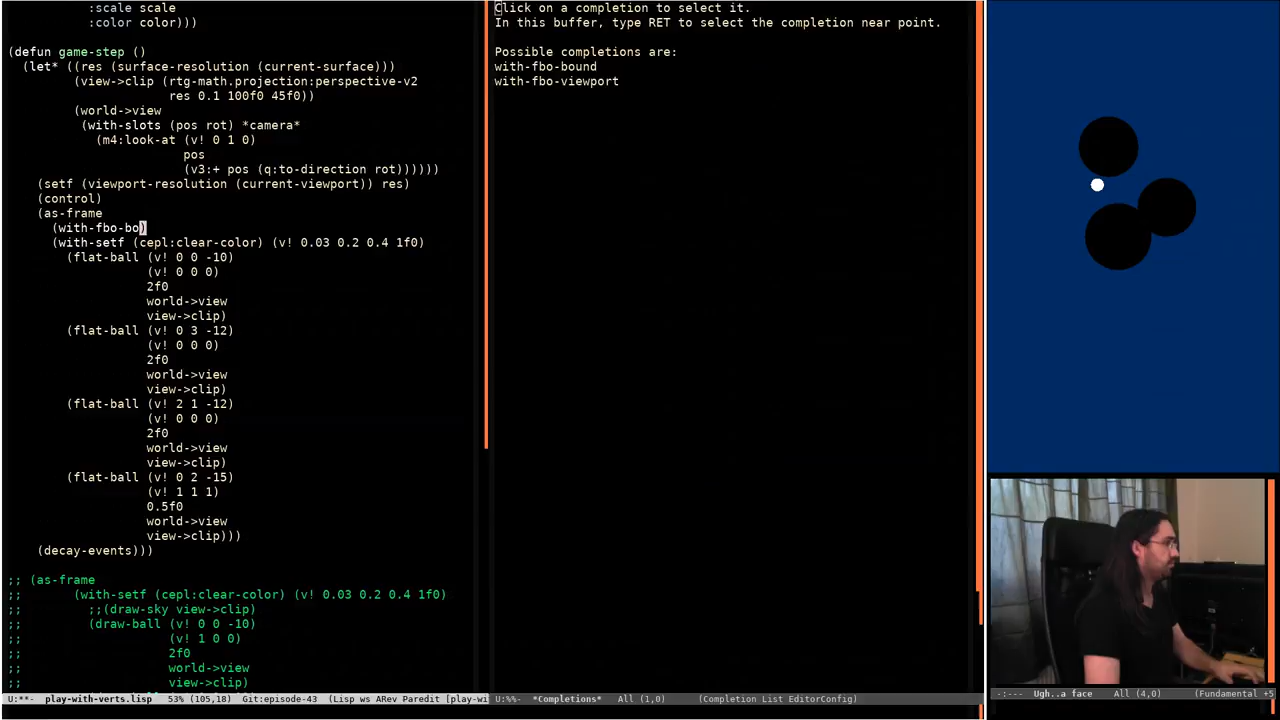 :scale scale
:color color)))
(defun game-step ()
(let* ((res (surface-resolution (current-surface)))
(view->clip (rtg-math.projection:perspective-v2
res 0.1 100f0 45f0))
(world->view
(with-slots (pos rot) *camera*
(m4:look-at (v! 0 1 0)
pos
(v3:+ pos (q:to-direction rot))))))
(setf (viewport-resolution (current-viewport)) res)
(control)
(as-frame
(with-fbo-bo)
(with-setf (cepl:clear-color) (v! 0.03 0.2 0.4 1f0)
(flat-ball (v! 0 0 -10)
(v! 0 0 0)
2f0
world->view
view->clip)
(flat-ball (v! 0 3 -12)
(v! 0 0 0)
2f0
world->view
view->clip)
(flat-ball (v! 2 1 -12)
(v! 0 0 0)
2f0
world->view
view->clip)
(flat-ball (v! 0 2 -15)
(v! 1 1 1)
0.5f0
world->view
view->clip)))
(decay-events)))
;; (as-frame
;; (with-setf (cepl:clear-color) (v! 0.03 0.2 0.4 1f0)
;; ;;(draw-sky view->clip)
;; (draw-ball (v! 0 0 -10)
;; (v! 1 0 0)
;; 2f0
;; world->view
;; view->clip)
U:**- play-with-verts.lisp 53% (105,18) Git:episode-43 (Lisp ws ARev Paredit [play-wi
Click on a completion to select it.
In this buffer, type RET to select the completion near point.
Possible completions are:
with-fbo-bound
with-fbo-viewport
U:%%- *Completions* All (1,0) (Completion List EditorConfig)
-:--- Ugh..a face All (4,0) (Fundamental +5